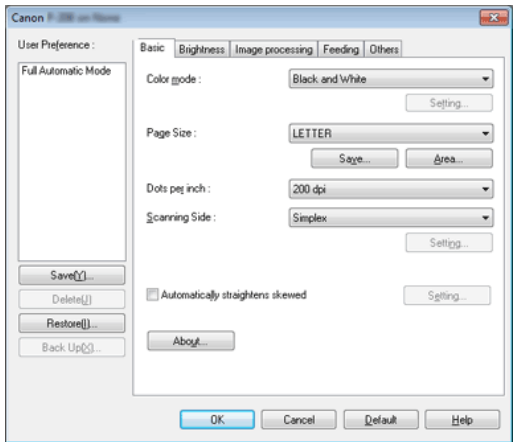 Canon
User Preference :
Full Automatic Mode
Save(Y)...
Delete(J)
Restore(I)...
Back Up(X)...
Basic Brightness Image processing Feeding Others
Color mode : Black and White
Setting...
Page Size : LETTER
Save... Area...
Dots per inch : 200 dpi
Scanning Side : Simplex
Setting...
Automatically straightens skewed Setting...
About...
OK Cancel Default Help